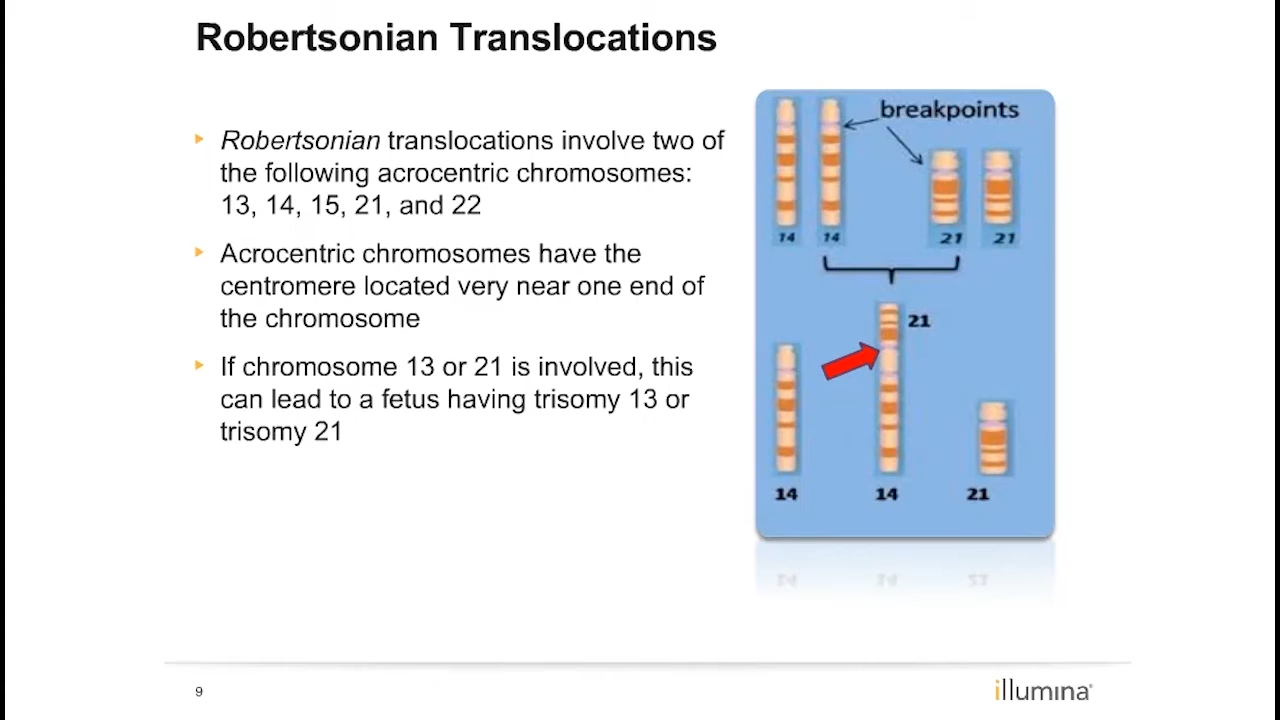 Robertsonian Translocations
Robertsonian translocations involve two of
the following acrocentric chromosomes:
13, 14, 15, 21, and 22
Acrocentric chromosomes have the
centromere located very near one end of
the chromosome
If chromosome 13 or 21 is involved, this
can lead to a fetus having trisomy 13 or
trisomy 21
breakpoints
14 14 21 21
21
14 14 21
9
illumina®